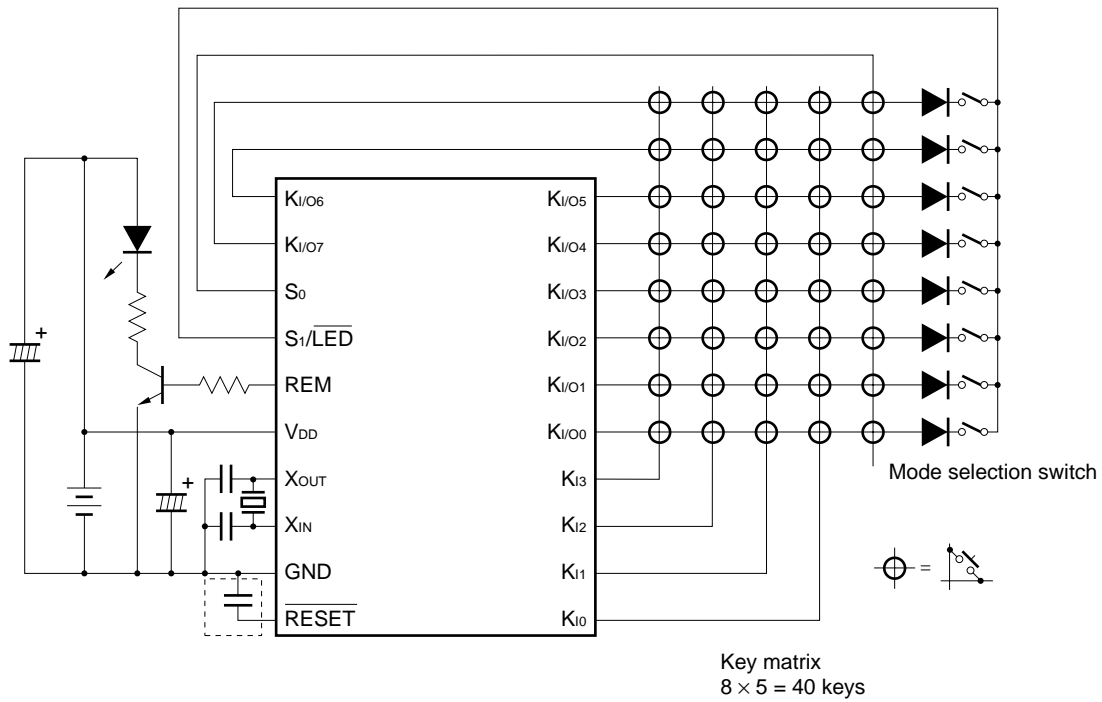 KI/O6
KI/O7
S0
S1/LED
REM
VDD
XOUT
XIN
GND
RESET
KI/O5
KI/O4
KI/O3
KI/O2
KI/O1
KI/O0
KI3
KI2
KI1
KI0
+
+
Mode selection switch
=
Key matrix
8 × 5 = 40 keys